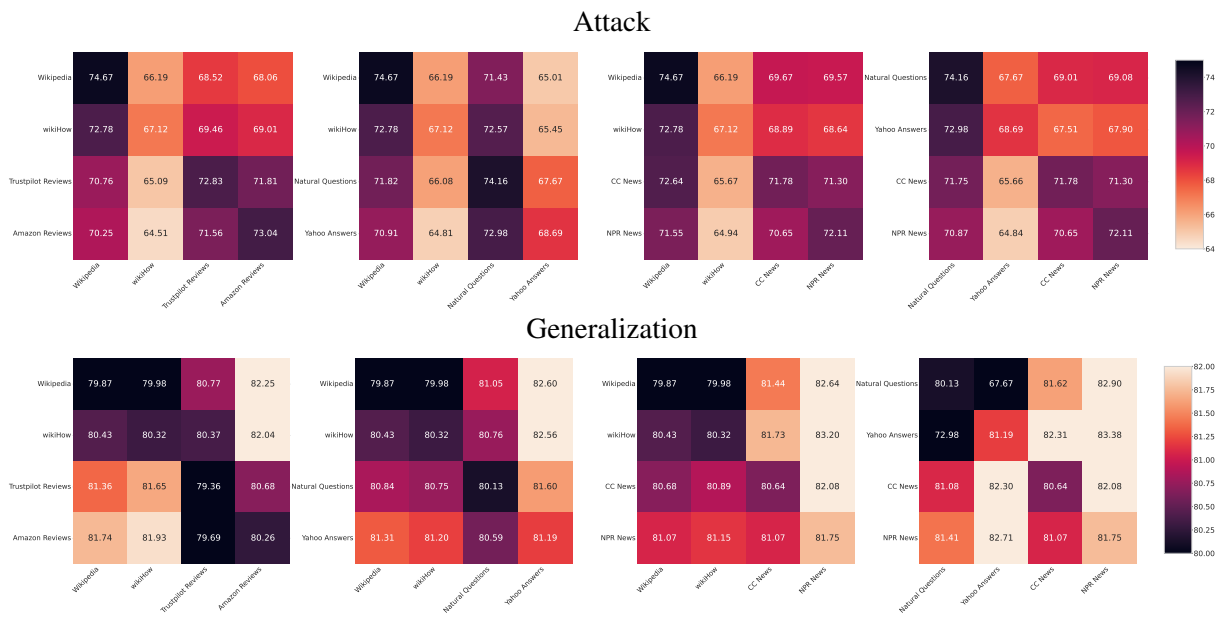 Attack
Wikipedia 74.67 66.19 68.52 68.06
wikiHow 72.78 67.12 69.46 69.01
Trustpilot Reviews 70.76 65.09 72.83 71.81
Amazon Reviews 70.25 64.51 71.56 73.04
Wikipedia wikiHow Trustpilot Reviews Amazon Reviews
Wikipedia 74.67 66.19 71.43 65.01
wikiHow 72.78 67.12 72.57 65.45
Natural Questions 71.82 66.08 74.16 67.67
Yahoo Answers 70.91 64.81 72.98 68.69
Wikipedia wikiHow Natural Questions Yahoo Answers
Wikipedia 74.67 66.19 69.67 69.57
wikiHow 72.78 67.12 68.89 68.64
CC News 72.64 65.67 71.78 71.30
NPR News 71.55 64.94 70.65 72.11
Wikipedia wikiHow CC News NPR News
Natural Questions 74.16 67.67 69.01 69.08
Yahoo Answers 72.98 68.69 67.51 67.90
CC News 71.75 65.66 71.78 71.30
NPR News 70.87 64.84 70.65 72.11
Natural Questions Yahoo Answers CC News NPR News
74
72
70
68
66
64
Generalization
Wikipedia 79.87 79.98 80.77 82.25
wikiHow 80.43 80.32 80.37 82.04
Trustpilot Reviews 81.36 81.65 79.36 80.68
Amazon Reviews 81.74 81.93 79.69 80.26
Wikipedia wikiHow Trustpilot Reviews Amazon Reviews
Wikipedia 79.87 79.98 81.05 82.60
wikiHow 80.43 80.32 80.76 82.56
Natural Questions 80.84 80.75 80.13 81.60
Yahoo Answers 81.31 81.20 80.59 81.19
Wikipedia wikiHow Natural Questions Yahoo Answers
Wikipedia 79.87 79.98 81.44 82.64
wikiHow 80.43 80.32 81.73 83.20
CC News 80.68 80.89 80.64 82.08
NPR News 81.07 81.15 81.07 81.75
Wikipedia wikiHow CC News NPR News
Natural Questions 80.13 67.67 81.62 82.90
Yahoo Answers 72.98 81.19 82.31 83.38
CC News 81.08 82.30 80.64 82.08
NPR News 81.41 82.71 81.07 81.75
Natural Questions Yahoo Answers CC News NPR News
82.00
81.75
81.50
81.25
81.00
80.75
80.50
80.25
80.00